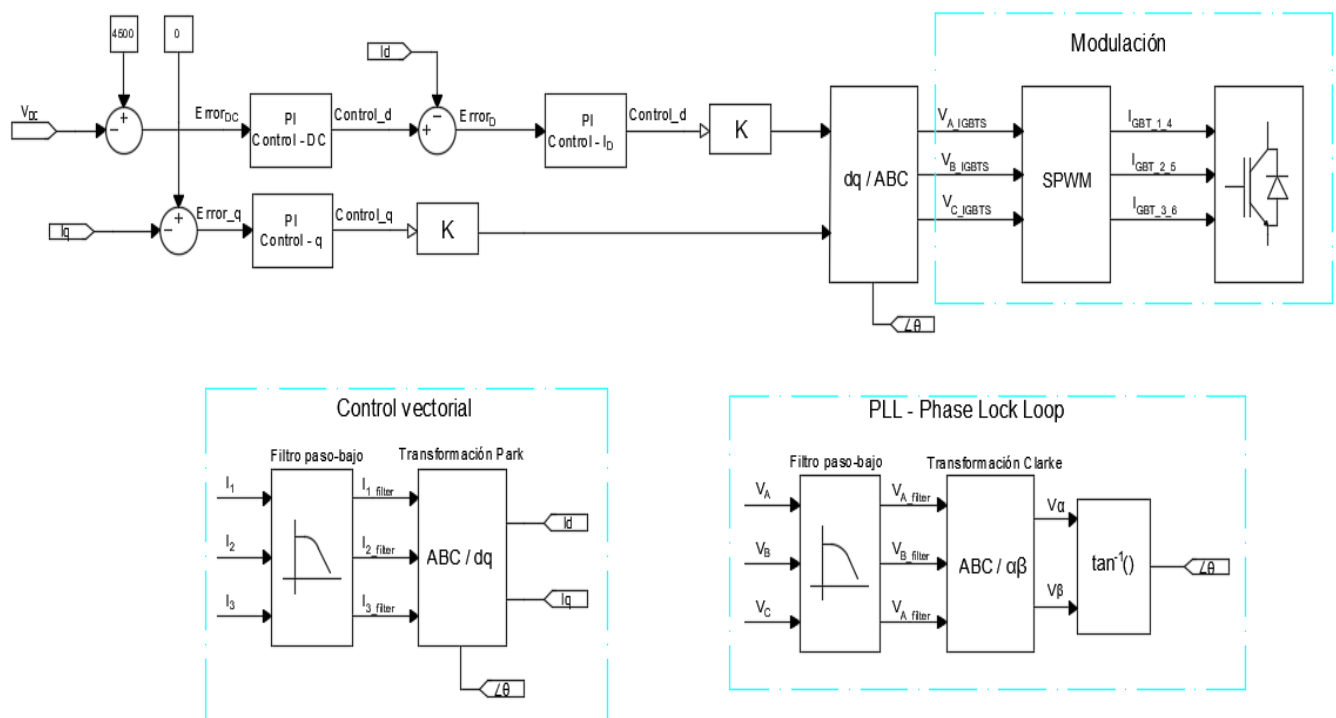 4500
0
Modulación
V_DC
Error_DC
PI
Control - DC
Control_d
Id
Error_D
PI
Control - I_D
Control_d
K
dq / ABC
V_A_IGBTS
V_B_IGBTS
V_C_IGBTS
SPWM
I_GBT_1_4
I_GBT_2_5
I_GBT_3_6
Iq
Error_q
PI
Control - q
Control_q
K
∠θ
Control vectorial
Filtro paso-bajo
Transformación Park
I_1
I_2
I_3
I_1_filter
I_2_filter
I_3_filter
ABC / dq
Id
Iq
∠θ
PLL - Phase Lock Loop
Filtro paso-bajo
Transformación Clarke
V_A
V_B
V_C
V_A_filter
V_B_filter
V_A_filter
ABC / αβ
Vα
Vβ
tan⁻¹()
∠θ